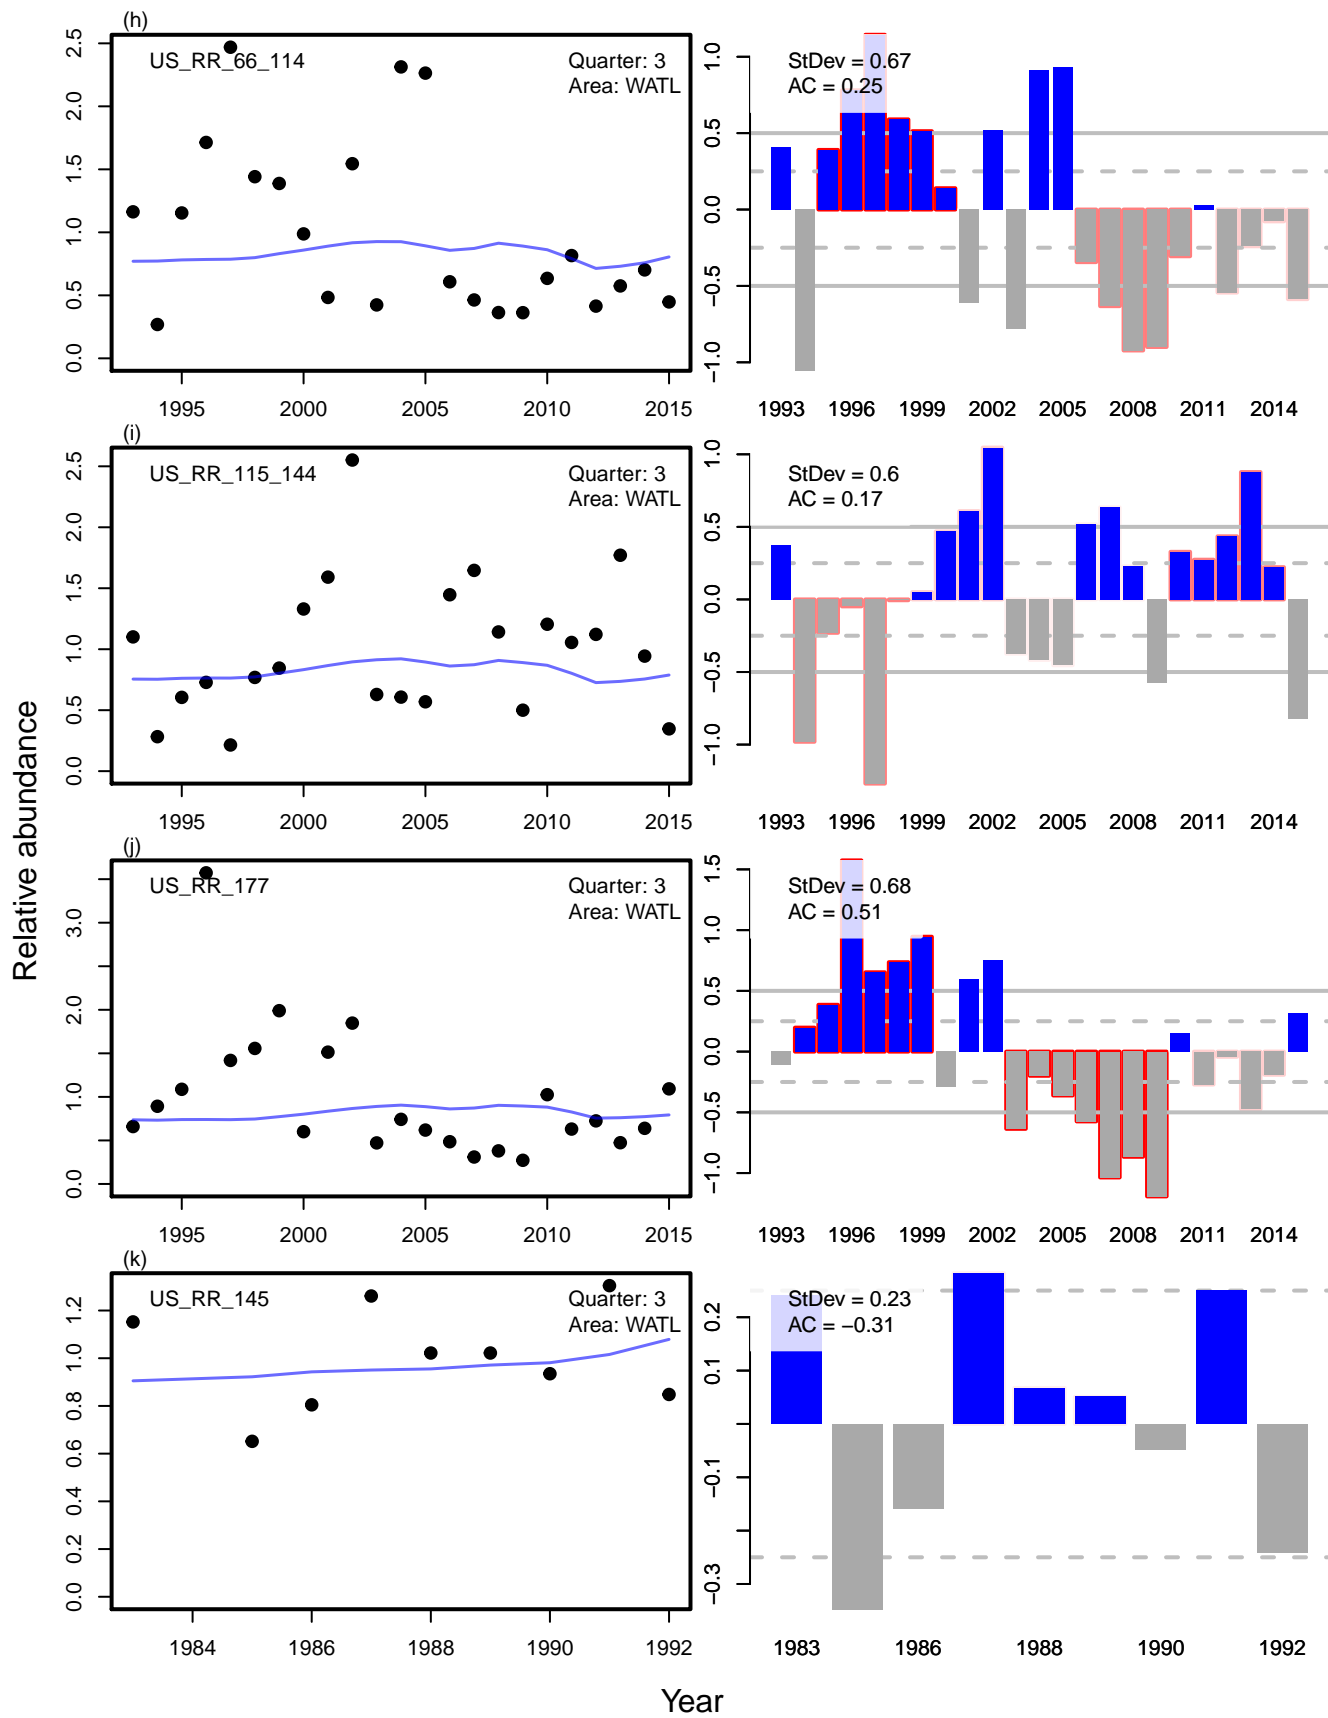 (h)
US_RR_66_114
Quarter: 3
Area: WATL
0.0 0.5 1.0 1.5 2.0 2.5
1995 2000 2005 2010 2015
StDev = 0.67
AC = 0.25
−1.0 −0.5 0.0 0.5 1.0
1993 1996 1999 2002 2005 2008 2011 2014
(i)
US_RR_115_144
Quarter: 3
Area: WATL
0.0 0.5 1.0 1.5 2.0 2.5
1995 2000 2005 2010 2015
StDev = 0.6
AC = 0.17
−1.0 −0.5 0.0 0.5 1.0
1993 1996 1999 2002 2005 2008 2011 2014
(j)
US_RR_177
Quarter: 3
Area: WATL
0.0 1.0 2.0 3.0
1995 2000 2005 2010 2015
StDev = 0.68
AC = 0.51
−1.0 −0.5 0.0 0.5 1.0 1.5
1993 1996 1999 2002 2005 2008 2011 2014
(k)
US_RR_145
Quarter: 3
Area: WATL
0.0 0.2 0.4 0.6 0.8 1.0 1.2
1984 1986 1988 1990 1992
StDev = 0.23
AC = −0.31
−0.3 −0.1 0.1 0.2
1983 1986 1988 1990 1992
Relative abundance
Year